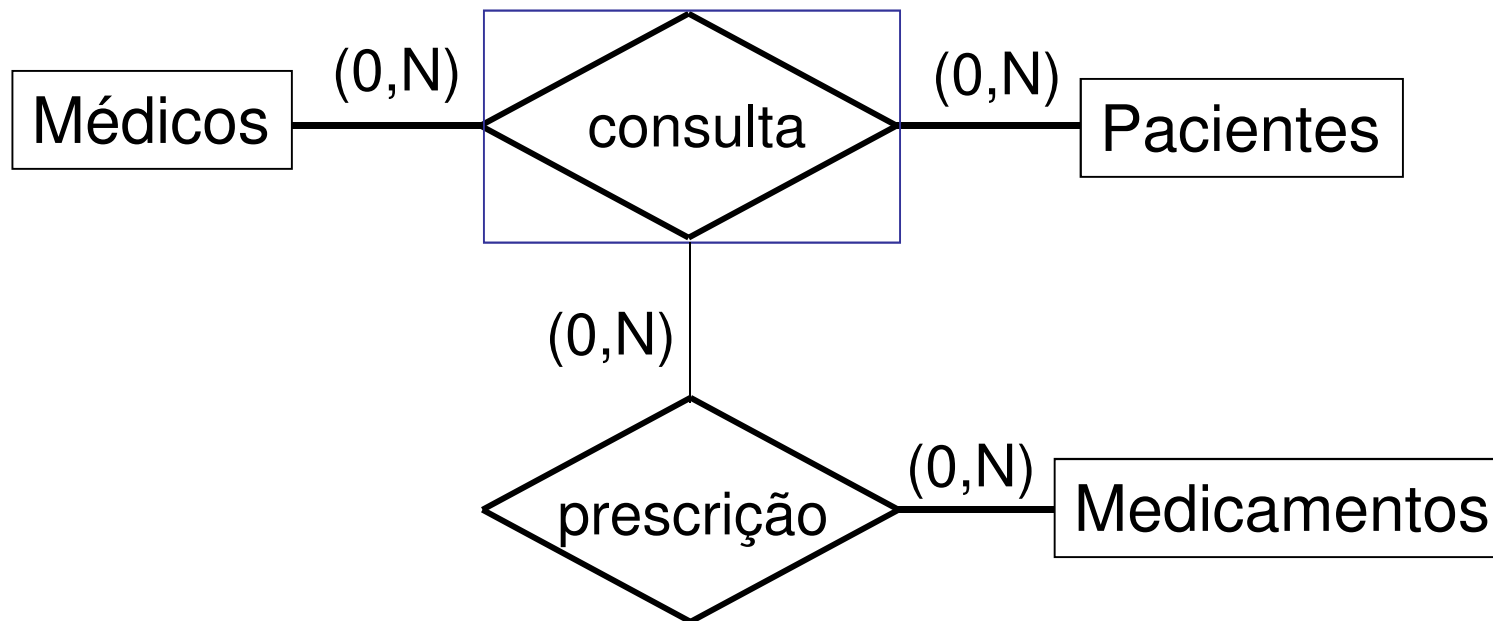 (0,N)
(0,N)
Médicos
consulta
Pacientes
(0,N)
(0,N)
prescrição
Medicamentos